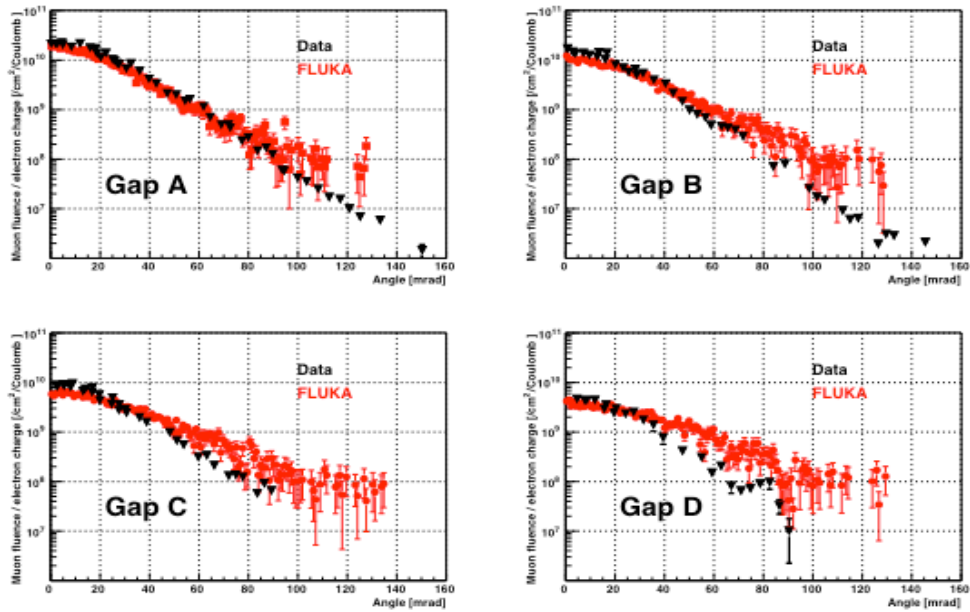 Muon fluence / electron charge [/cm²/Coulomb ]
10¹¹
10¹⁰
10⁹
10⁸
10⁷
Data
FLUKA
Gap A
0 20 40 60 80 100 120 140 160
Angle [mrad]
Muon fluence / electron charge [/cm²/Coulomb ]
10¹¹
10¹⁰
10⁹
10⁸
10⁷
Data
FLUKA
Gap B
0 20 40 60 80 100 120 140 160
Angle [mrad]
Muon fluence / electron charge [/cm²/Coulomb ]
10¹¹
10¹⁰
10⁹
10⁸
10⁷
Data
FLUKA
Gap C
0 20 40 60 80 100 120 140 160
Angle [mrad]
Muon fluence / electron charge [/cm²/Coulomb ]
10¹¹
10¹⁰
10⁹
10⁸
10⁷
Data
FLUKA
Gap D
0 20 40 60 80 100 120 140 160
Angle [mrad]